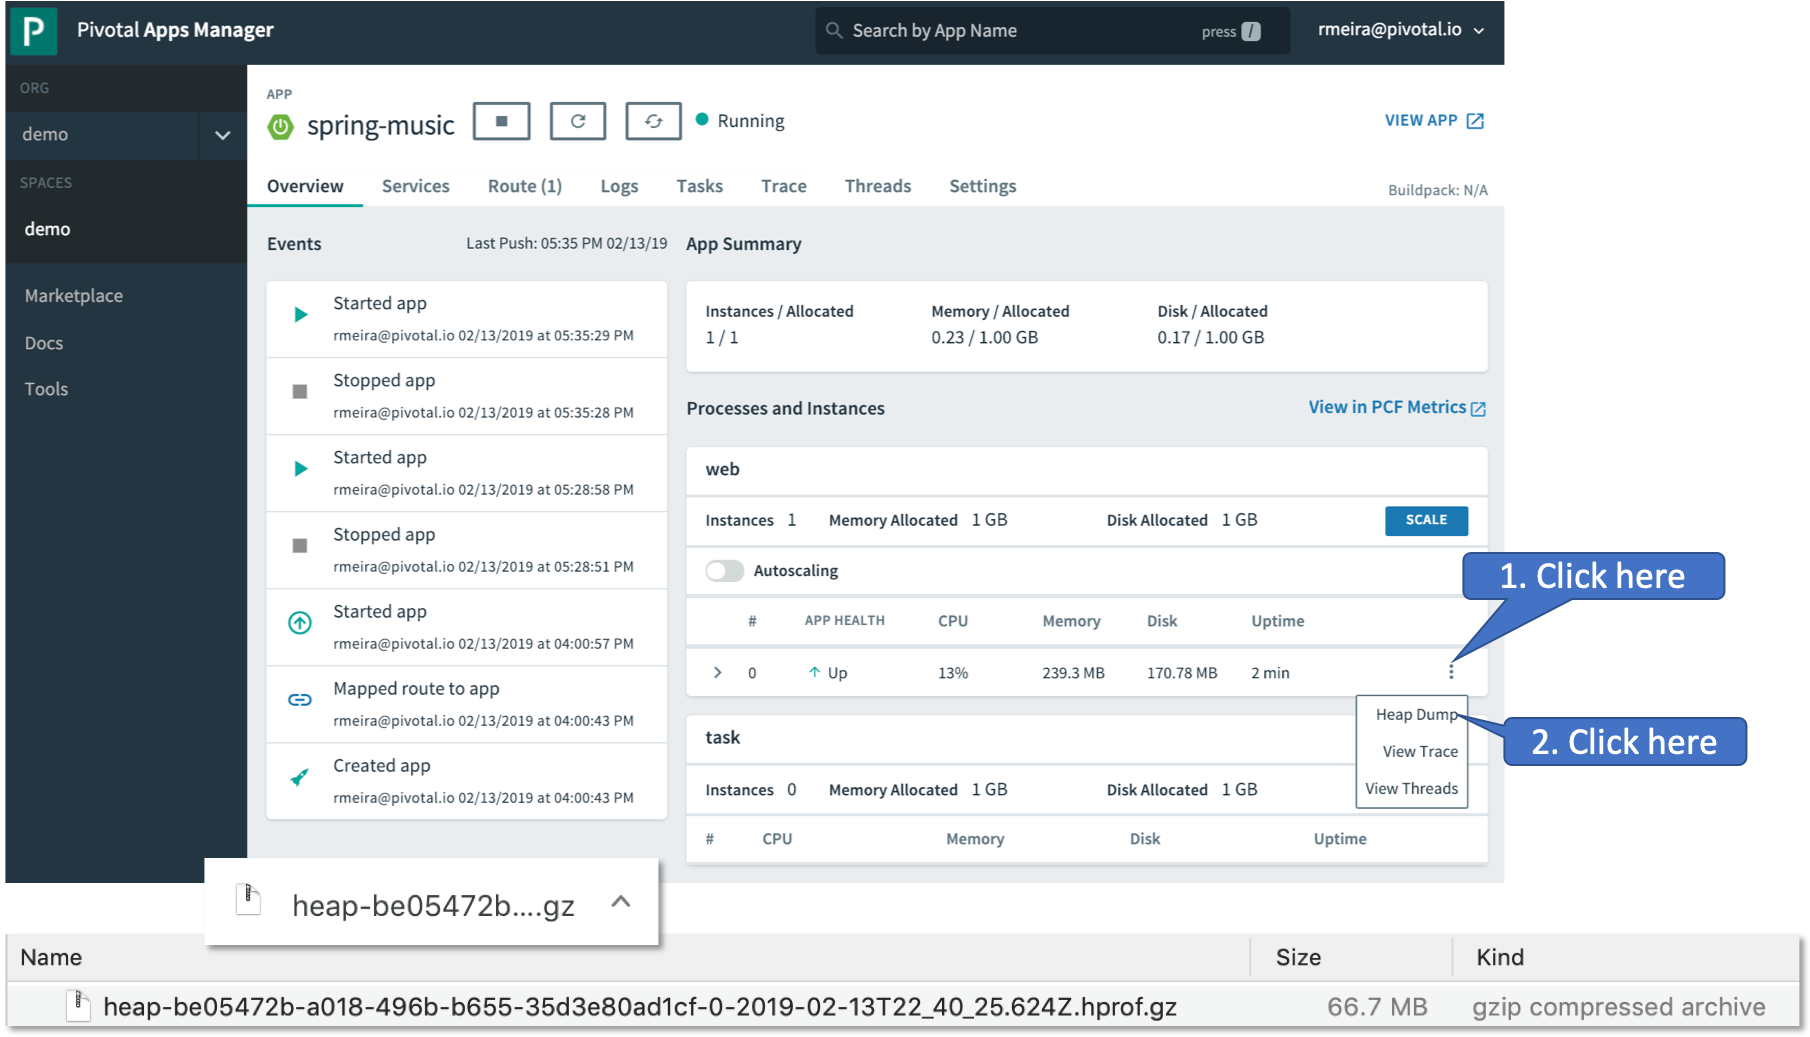 P Pivotal Apps Manager
Search by App Name press /
rmeira@pivotal.io
ORG
demo
SPACES
demo
Marketplace
Docs
Tools
APP
spring-music
Running
VIEW APP
Overview Services Route (1) Logs Tasks Trace Threads Settings
Buildpack: N/A
Events Last Push: 05:35 PM 02/13/19
Started app
rmeira@pivotal.io 02/13/2019 at 05:35:29 PM
Stopped app
rmeira@pivotal.io 02/13/2019 at 05:35:28 PM
Started app
rmeira@pivotal.io 02/13/2019 at 05:28:58 PM
Stopped app
rmeira@pivotal.io 02/13/2019 at 05:28:51 PM
Started app
rmeira@pivotal.io 02/13/2019 at 04:00:57 PM
Mapped route to app
rmeira@pivotal.io 02/13/2019 at 04:00:43 PM
Created app
rmeira@pivotal.io 02/13/2019 at 04:00:43 PM
App Summary
Instances / Allocated Memory / Allocated Disk / Allocated
1 / 1 0.23 / 1.00 GB 0.17 / 1.00 GB
Processes and Instances View in PCF Metrics
web
Instances 1 Memory Allocated 1 GB Disk Allocated 1 GB SCALE
Autoscaling
# APP HEALTH CPU Memory Disk Uptime
0 Up 13% 239.3 MB 170.78 MB 2 min
1. Click here
Heap Dump
View Trace
View Threads
2. Click here
task
Instances 0 Memory Allocated 1 GB Disk Allocated 1 GB
# CPU Memory Disk Uptime
heap-be05472b....gz
Name Size Kind
heap-be05472b-a018-496b-b655-35d3e80ad1cf-0-2019-02-13T22_40_25.624Z.hprof.gz 66.7 MB gzip compressed archive